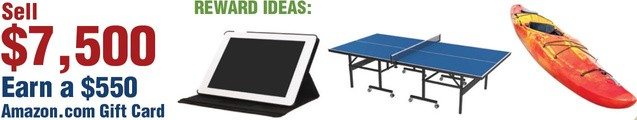 Sell
$7,500
Earn a $550
Amazon.com Gift Card
REWARD IDEAS: